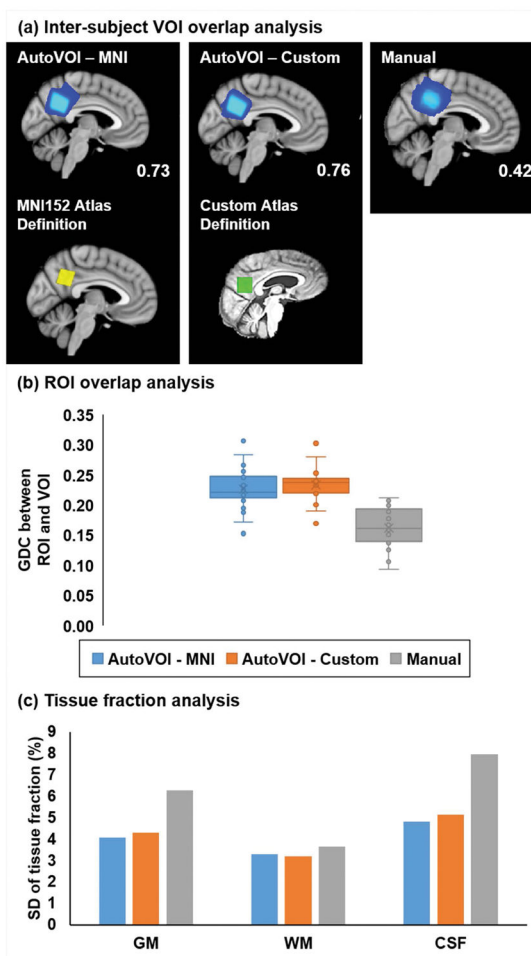 (a) Inter-subject VOI overlap analysis
AutoVOI – MNI
AutoVOI – Custom
Manual
0.73
0.76
0.42
MNI152 Atlas
Definition
Custom Atlas
Definition
(b) ROI overlap analysis
GDC between
ROI and VOI
0.35
0.30
0.25
0.20
0.15
0.10
0.05
0.00
AutoVOI - MNI
AutoVOI - Custom
Manual
(c) Tissue fraction analysis
SD of tissue fraction (%)
9
8
7
6
5
4
3
2
1
0
GM
WM
CSF